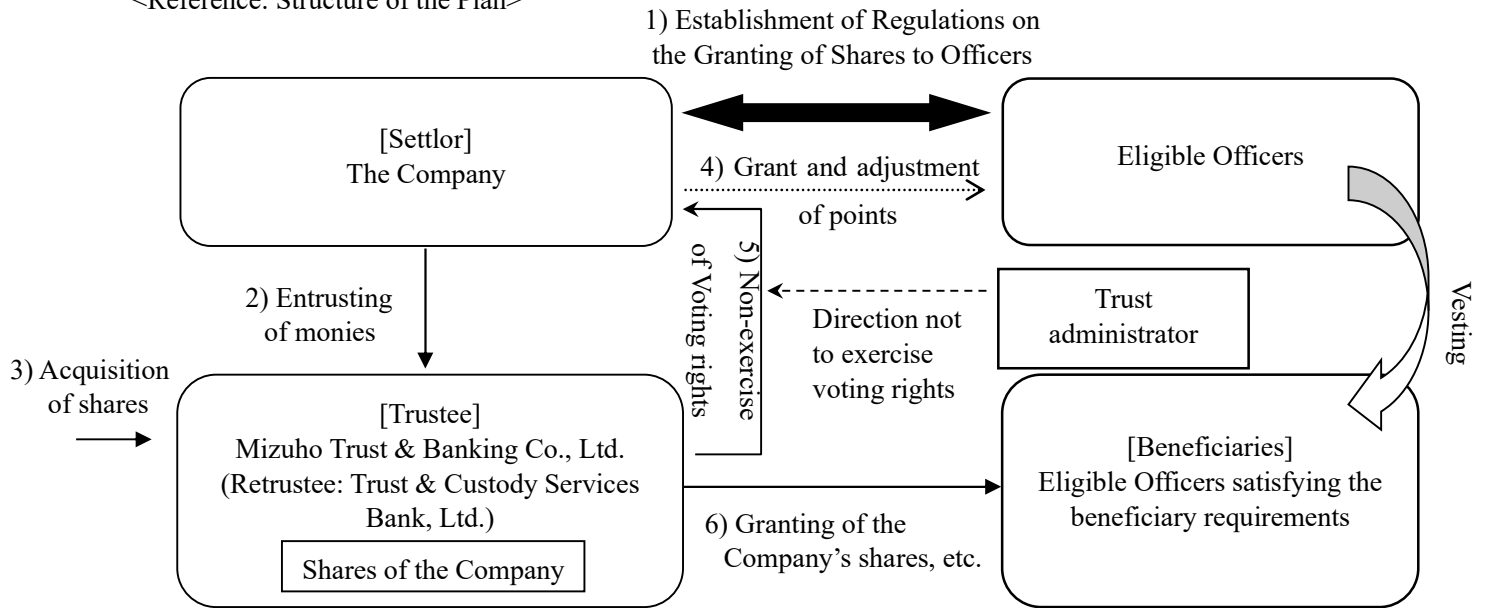 <Reference: Structure of the Plan>
1) Establishment of Regulations on
the Granting of Shares to Officers
[Settlor]
The Company
Eligible Officers
4) Grant and adjustment
of points
2) Entrusting
of monies
5) Non-exercise
of Voting rights
Direction not
to exercise
voting rights
Trust
administrator
Vesting
3) Acquisition
of shares
[Trustee]
Mizuho Trust & Banking Co., Ltd.
(Retrustee: Trust & Custody Services
Bank, Ltd.)
Shares of the Company
6) Granting of the
Company’s shares, etc.
[Beneficiaries]
Eligible Officers satisfying the
beneficiary requirements